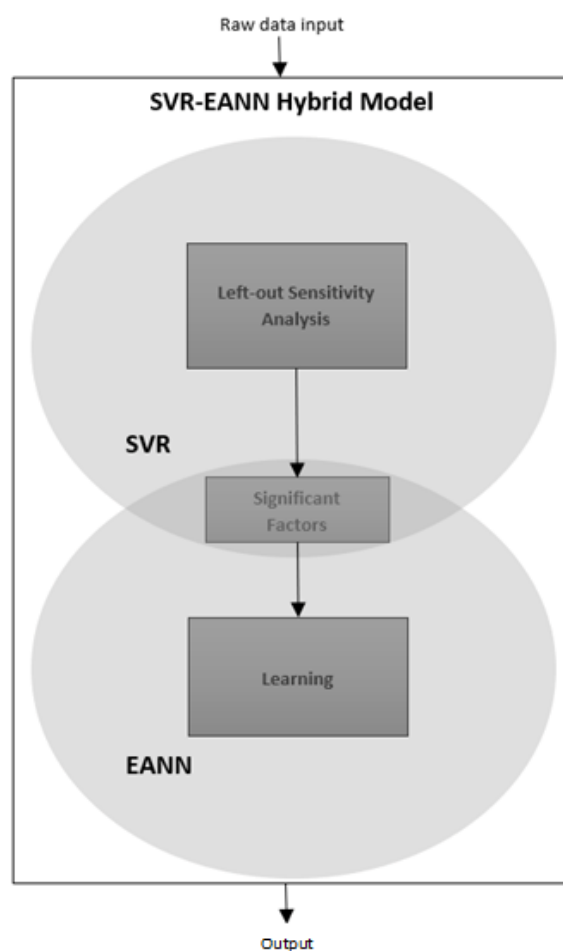 Raw data input
SVR-EANN Hybrid Model
Left-out Sensitivity
Analysis
SVR
Significant
Factors
Learning
EANN
Output